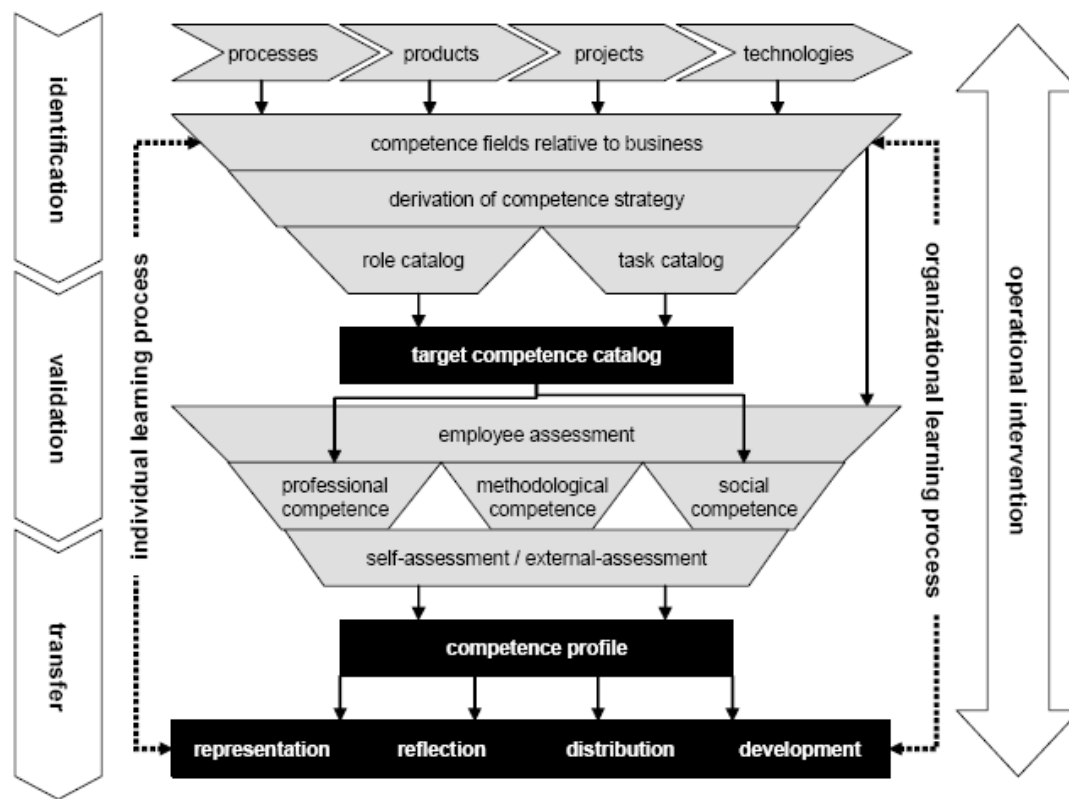 processes
products
projects
technologies
identification
competence fields relative to business
derivation of competence strategy
role catalog
task catalog
individual learning process
organizational learning process
operational intervention
validation
target competence catalog
employee assessment
professional
competence
methodological
competence
social
competence
self-assessment / external-assessment
transfer
competence profile
representation
reflection
distribution
development